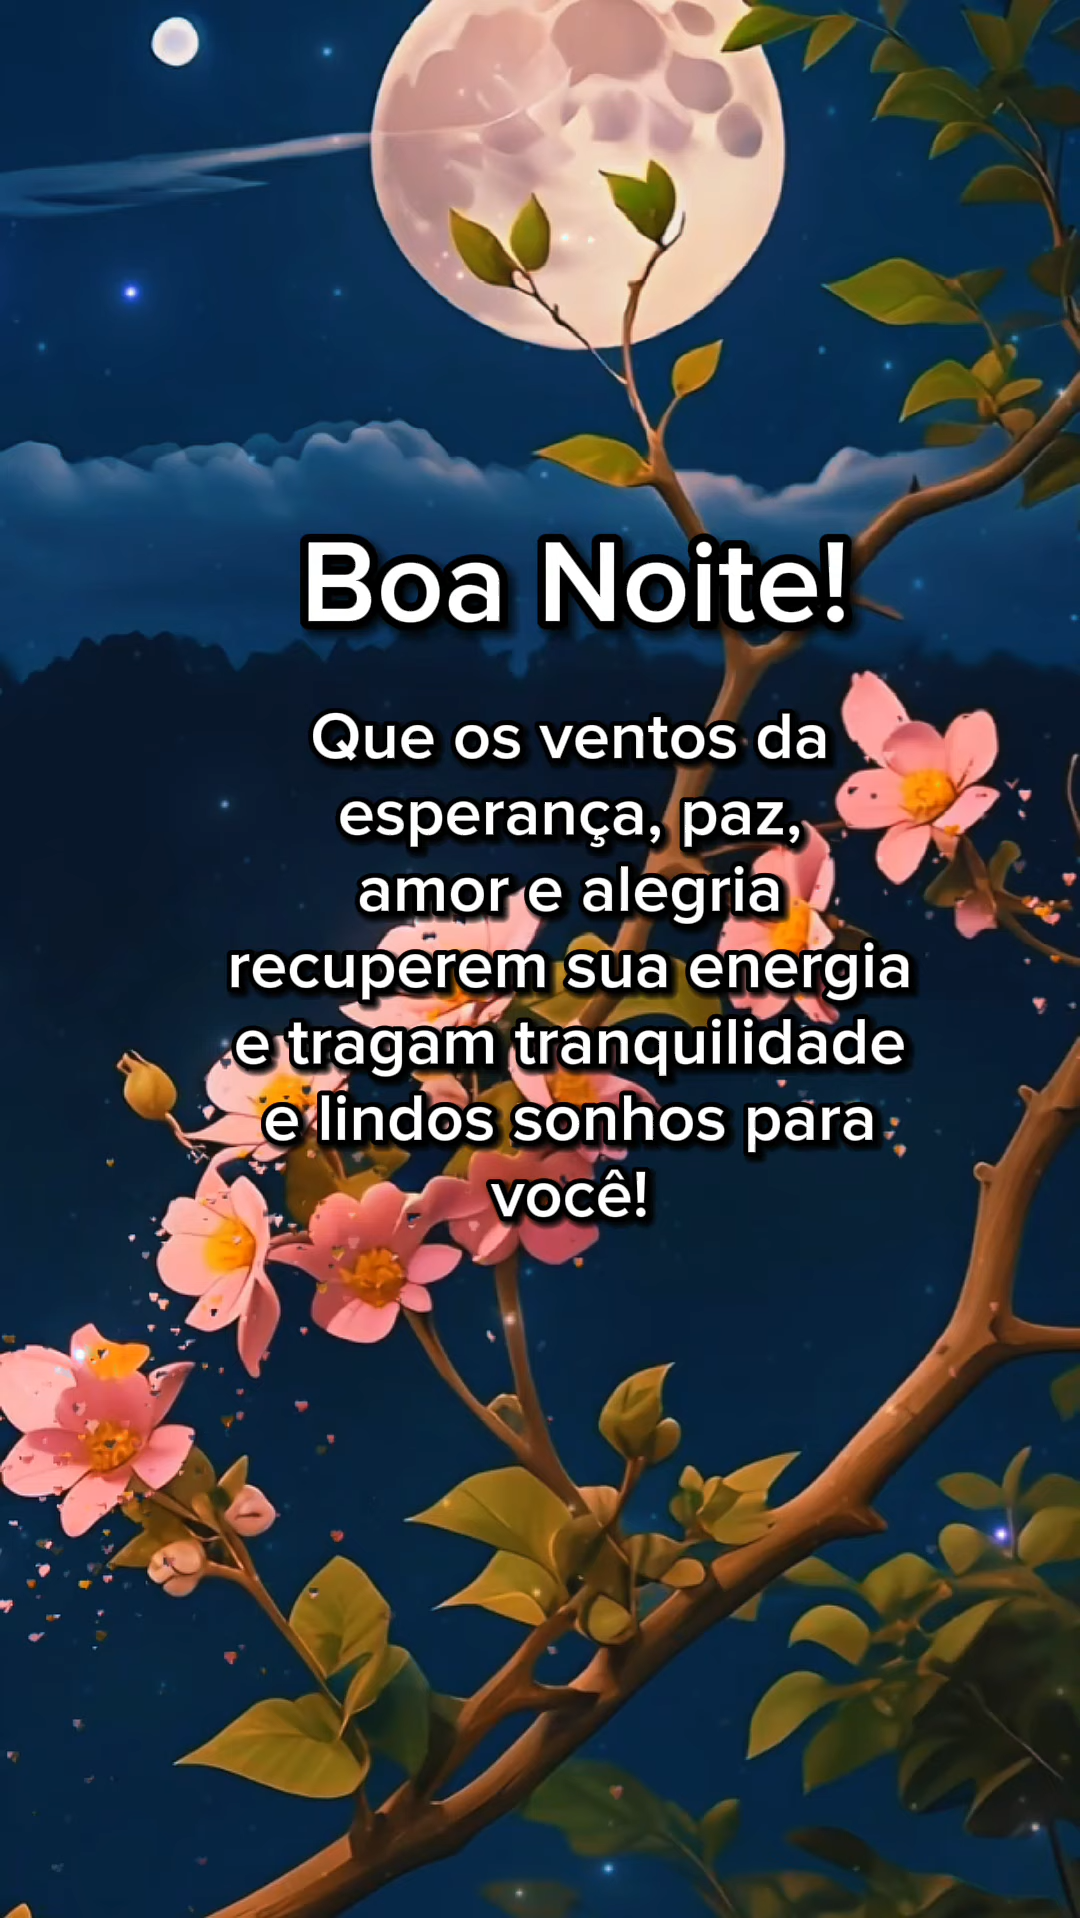 Boa Noite!
Que os ventos da
esperança, paz,
amor e alegria
recuperem sua energia
e tragam tranquilidade
e lindos sonhos para
você!